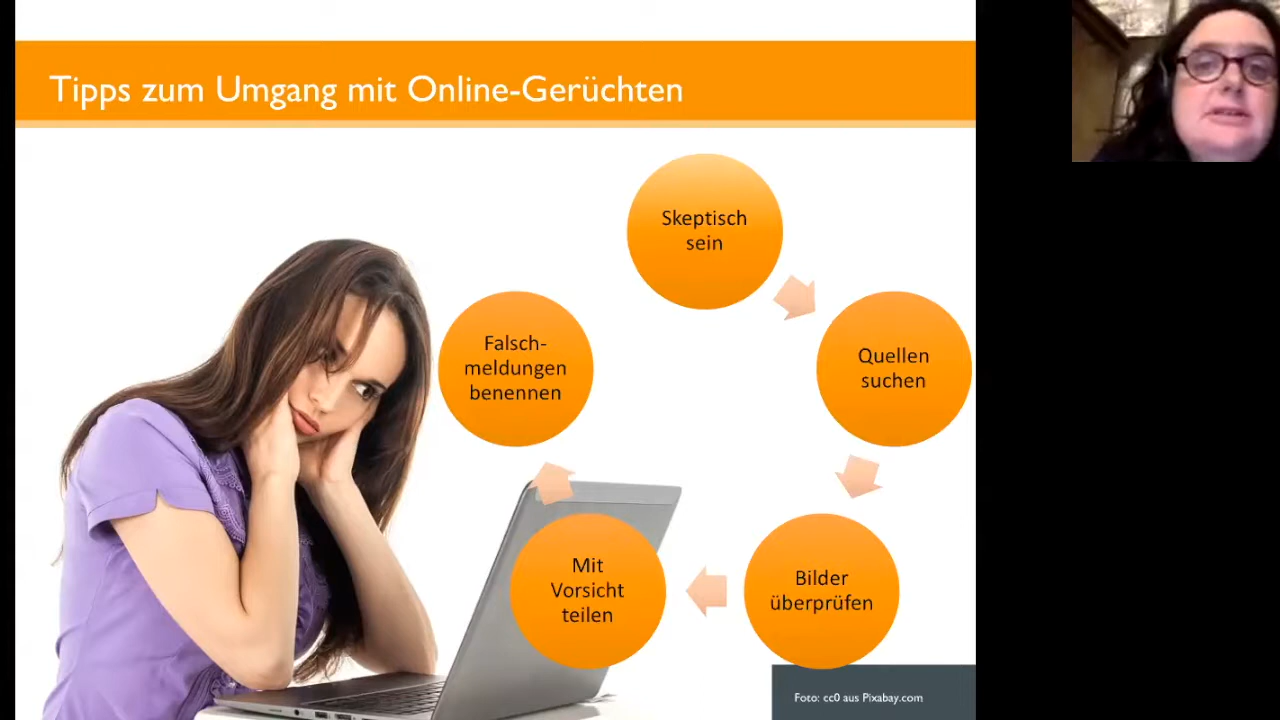 Tipps zum Umgang mit Online-Gerüchten
Skeptisch
sein
Quellen
suchen
Bilder
überprüfen
Mit
Vorsicht
teilen
Falsch-
meldungen
benennen
Foto: cc0 aus Pixabay.com